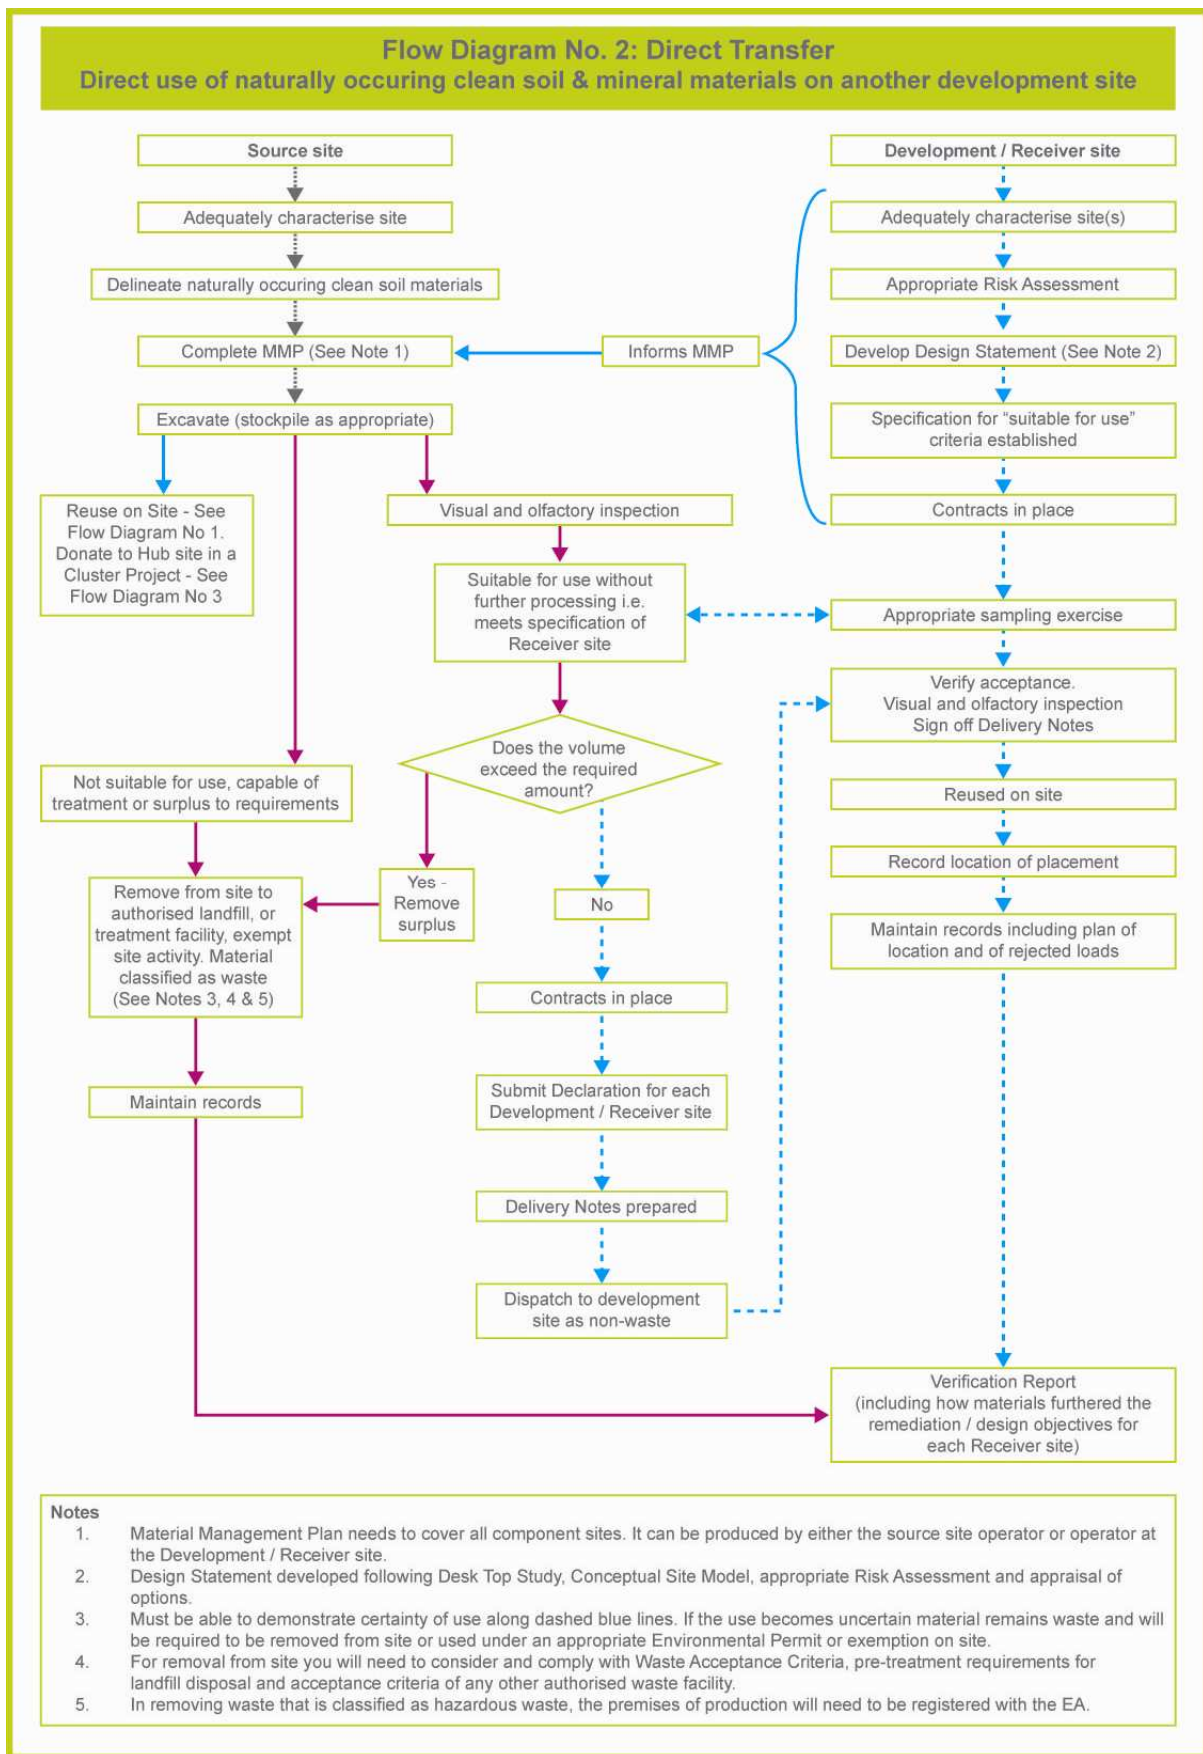 Flow Diagram No. 2: Direct Transfer
Direct use of naturally occuring clean soil & mineral materials on another development site
Source site
Adequately characterise site
Delineate naturally occuring clean soil materials
Complete MMP (See Note 1)
Excavate (stockpile as appropriate)
Informs MMP
Development / Receiver site
Adequately characterise site(s)
Appropriate Risk Assessment
Develop Design Statement (See Note 2)
Specification for “suitable for use”
criteria established
Contracts in place
Reuse on Site - See
Flow Diagram No 1.
Donate to Hub site in a
Cluster Project - See
Flow Diagram No 3
Visual and olfactory inspection
Suitable for use without
further processing i.e.
meets specification of
Receiver site
Appropriate sampling exercise
Verify acceptance.
Visual and olfactory inspection
Sign off Delivery Notes
Does the volume
exceed the required
amount?
Not suitable for use, capable of
treatment or surplus to requirements
Reused on site
Record location of placement
Remove from site to
authorised landfill, or
treatment facility, exempt
site activity. Material
classified as waste
(See Notes 3, 4 & 5)
Yes -
Remove
surplus
No
Maintain records including plan of
location and of rejected loads
Contracts in place
Maintain records
Submit Declaration for each
Development / Receiver site
Delivery Notes prepared
Dispatch to development
site as non-waste
Verification Report
(including how materials furthered the
remediation / design objectives for
each Receiver site)
Notes
1. Material Management Plan needs to cover all component sites. It can be produced by either the source site operator or operator at
the Development / Receiver site.
2. Design Statement developed following Desk Top Study, Conceptual Site Model, appropriate Risk Assessment and appraisal of
options.
3. Must be able to demonstrate certainty of use along dashed blue lines. If the use becomes uncertain material remains waste and will
be required to be removed from site or used under an appropriate Environmental Permit or exemption on site.
4. For removal from site you will need to consider and comply with Waste Acceptance Criteria, pre-treatment requirements for
landfill disposal and acceptance criteria of any other authorised waste facility.
5. In removing waste that is classified as hazardous waste, the premises of production will need to be registered with the EA.